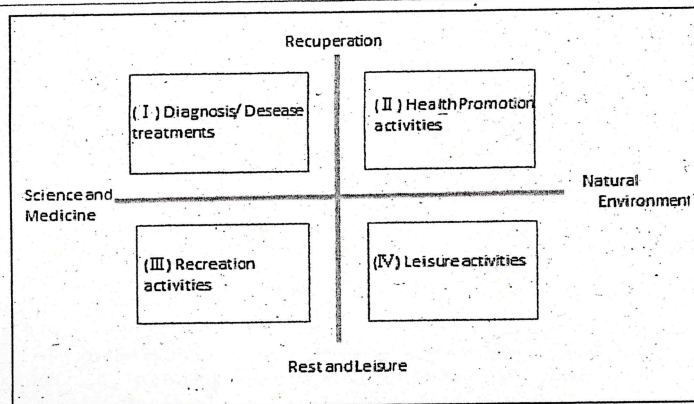 Recuperation
(I) Diagnosis/ Desease
treatments
(II) Health Promotion
activities
Science and
Medicine
Natural
Environment
(III) Recreation
activities
(IV) Leisure activities
Rest and Leisure